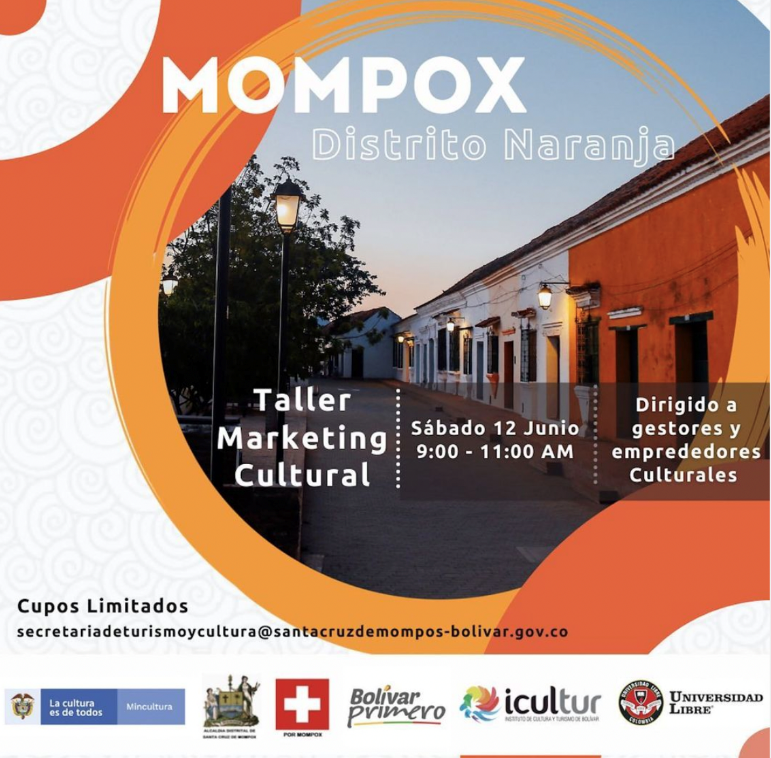 MOMPOX
Distrito Naranja
Taller
Marketing
Cultural
Sábado 12 Junio
9:00 - 11:00 AM
Dirigido a
gestores y
emprededores
Culturales
Cupos Limitados
secretariadeturismoycultura@santacruzdemompos-bolivar.gov.co
La cultura
es de todos
Mincultura
ALCALDIA DISTRITAL DE
SANTA CRUZ DE MOMPOX
POR MOMPOX
Bolívar
primero
icultur
INSTITUTO DE CULTURA Y TURISMO DE BOLÍVAR
UNIVERSIDAD LIBRE
COLOMBIA
UNIVERSIDAD
LIBRE